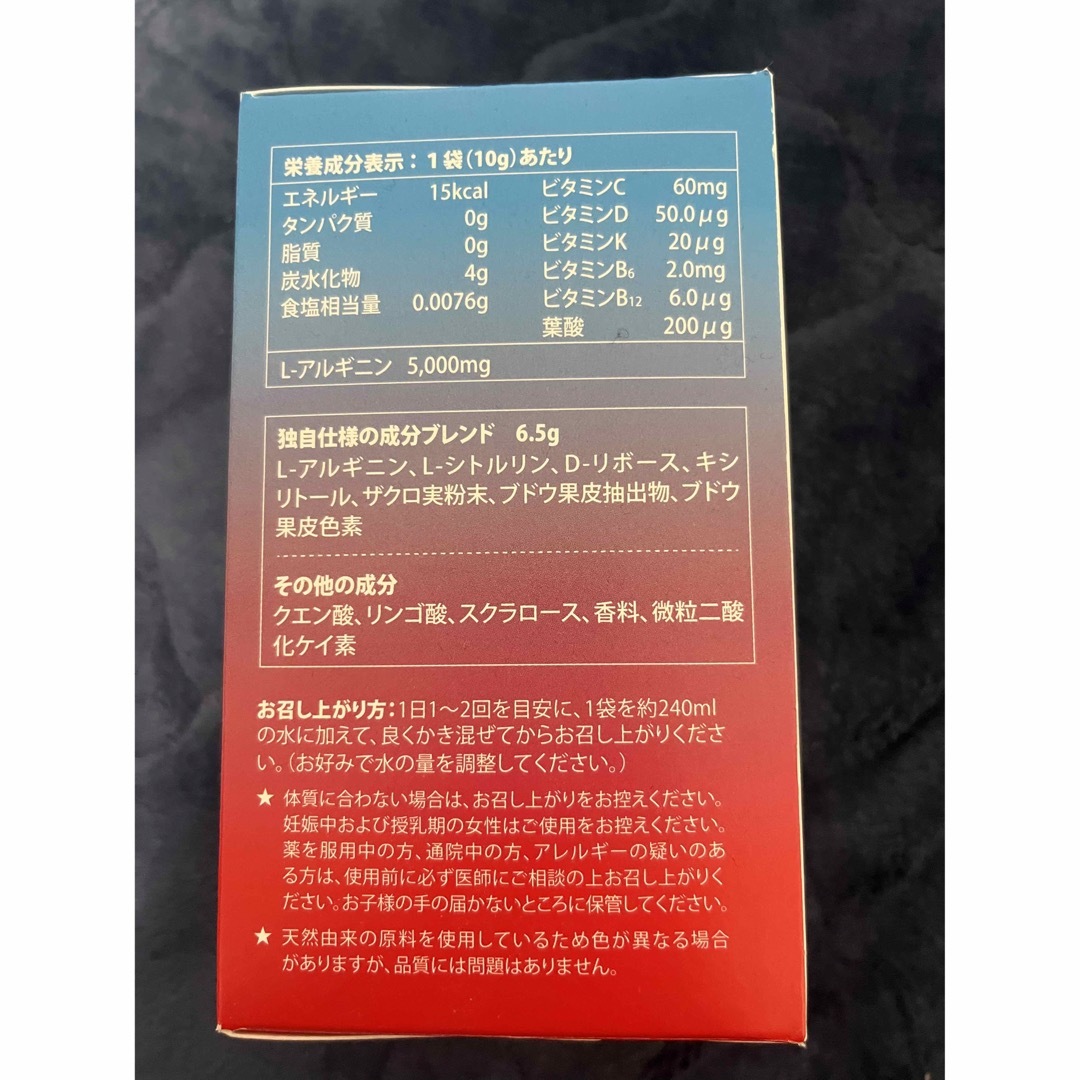 栄養成分表示：1袋（10g）あたり
エネルギー 15kcal
タンパク質 0g
脂質 0g
炭水化物 4g
食塩相当量 0.0076g
ビタミンC 60mg
ビタミンD 50.0μg
ビタミンK 20μg
ビタミンB6 2.0mg
ビタミンB12 6.0μg
葉酸 200μg
L-アルギニン 5,000mg
独自仕様の成分ブレンド 6.5g
L-アルギニン、L-シトルリン、D-リボース、キシ
リトール、ザクロ実粉末、ブドウ果皮抽出物、ブドウ
果皮色素
その他の成分
クエン酸、リンゴ酸、スクラロース、香料、微粒二酸
化ケイ素
お召し上がり方：1日1〜2回を目安に、1袋を約240ml
の水に加えて、良くかき混ぜてからお召し上がりくださ
い。（お好みで水の量を調整してください。）
★ 体質に合わない場合は、お召し上がりをお控えください。
妊娠中および授乳期の女性はご使用をお控えください。
薬を服用中の方、通院中の方、アレルギーの疑いのあ
る方は、使用前に必ず医師にご相談の上お召し上がりく
ださい。お子様の手の届かないところに保管してください。
★ 天然由来の原料を使用しているため色が異なる場合
がありますが、品質には問題はありません。